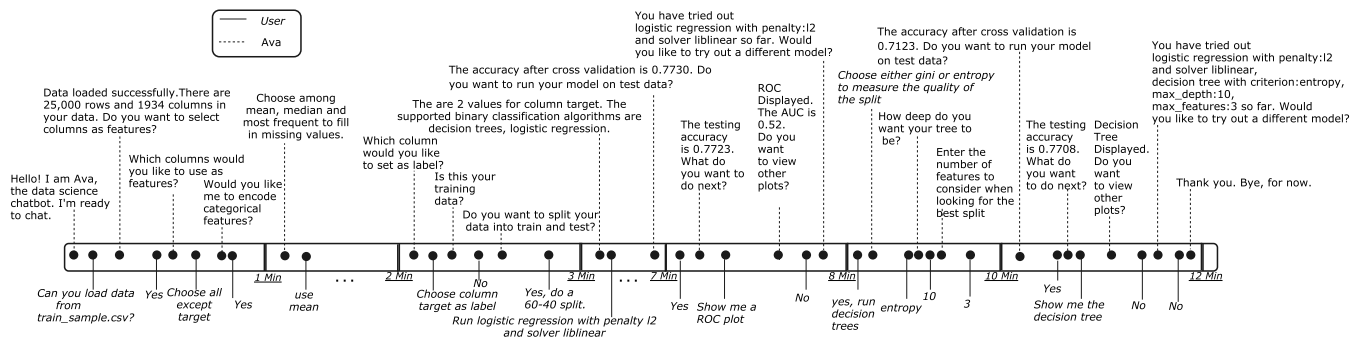 User
Ava
Hello! I am Ava,
the data science
chatbot. I'm ready
to chat.
Can you load data
from
train_sample.csv?
Data loaded successfully.There are
25,000 rows and 1934 columns in
your data. Do you want to select
columns as features?
Yes
Which columns would
you like to use as
features?
Choose all
except
target
Would you like
me to encode
categorical
features?
Yes
1 Min
Choose among
mean, median and
most frequent to fill
in missing values.
use
mean
...
2 Min
Which column
would you like
to set as label?
Choose column
target as label
Is this your
training
data?
No
Do you want to split your
data into train and test?
Yes, do a
60-40 split.
3 Min
The are 2 values for column target. The
supported binary classification algorithms are
decision trees, logistic regression.
Run logistic regression with penalty l2
and solver liblinear
...
The accuracy after cross validation is 0.7730. Do
you want to run your model on test data?
7 Min
Yes
The testing
accuracy
is 0.7723.
What do
you want to
do next?
Show me a
ROC plot
ROC
Displayed.
The AUC is
0.52.
Do you
want
to view
other
plots?
No
You have tried out
logistic regression with penalty:l2
and solver liblinear so far. Would
you like to try out a different model?
8 Min
yes, run
decision
trees
Choose either gini or entropy
to measure the quality of
the split
entropy
How deep do you
want your tree to
be?
10
Enter the
number of
features to
consider when
looking for the
best split
3
10 Min
The accuracy after cross validation is
0.7123. Do you want to run your model
on test data?
Yes
The testing
accuracy
is 0.7708.
What do
you want
to do next?
Show me the
decision tree
Decision
Tree
Displayed.
Do you
want
to view
other
plots?
No
You have tried out
logistic regression with penalty:l2
and solver liblinear,
decision tree with criterion:entropy,
max_depth:10,
max_features:3 so far. Would
you like to try out a different model?
No
Thank you. Bye, for now.
12 Min